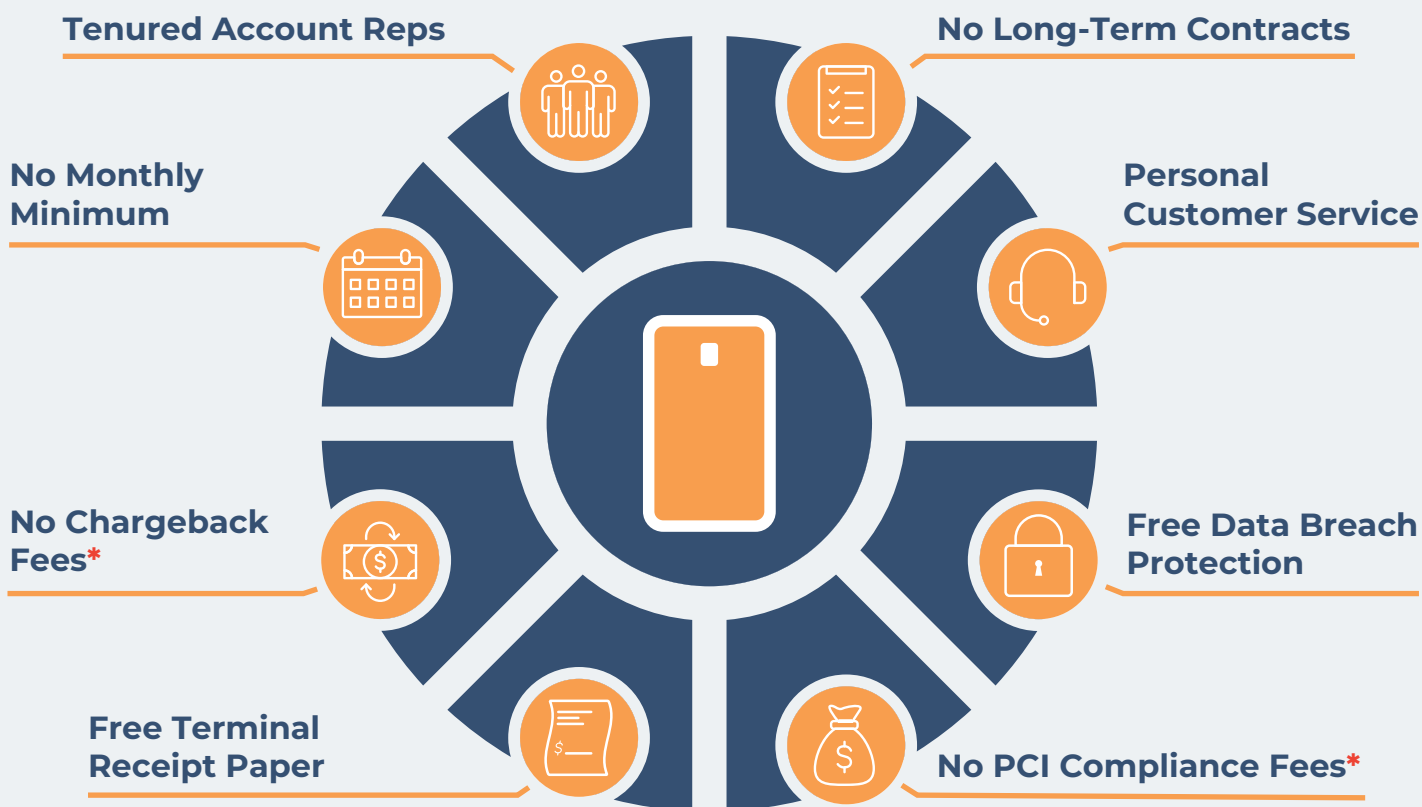 Tenured Account Reps
No Long-Term Contracts
No Monthly
Minimum
Personal
Customer Service
No Chargeback
Fees*
$
Free Data Breach
Protection
Free Terminal
Receipt Paper
$
No PCI Compliance Fees*
$